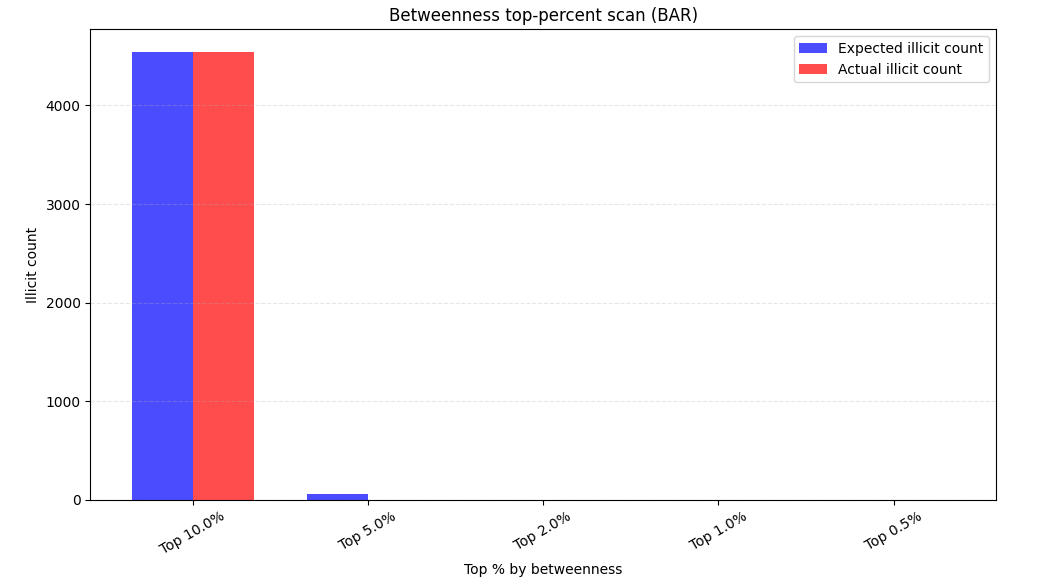 Betweenness top-percent scan (BAR)
Expected illicit count
Actual illicit count
4000
3000
2000
1000
0
Illicit count
Top 10.0%
Top 5.0%
Top 2.0%
Top 1.0%
Top 0.5%
Top % by betweenness